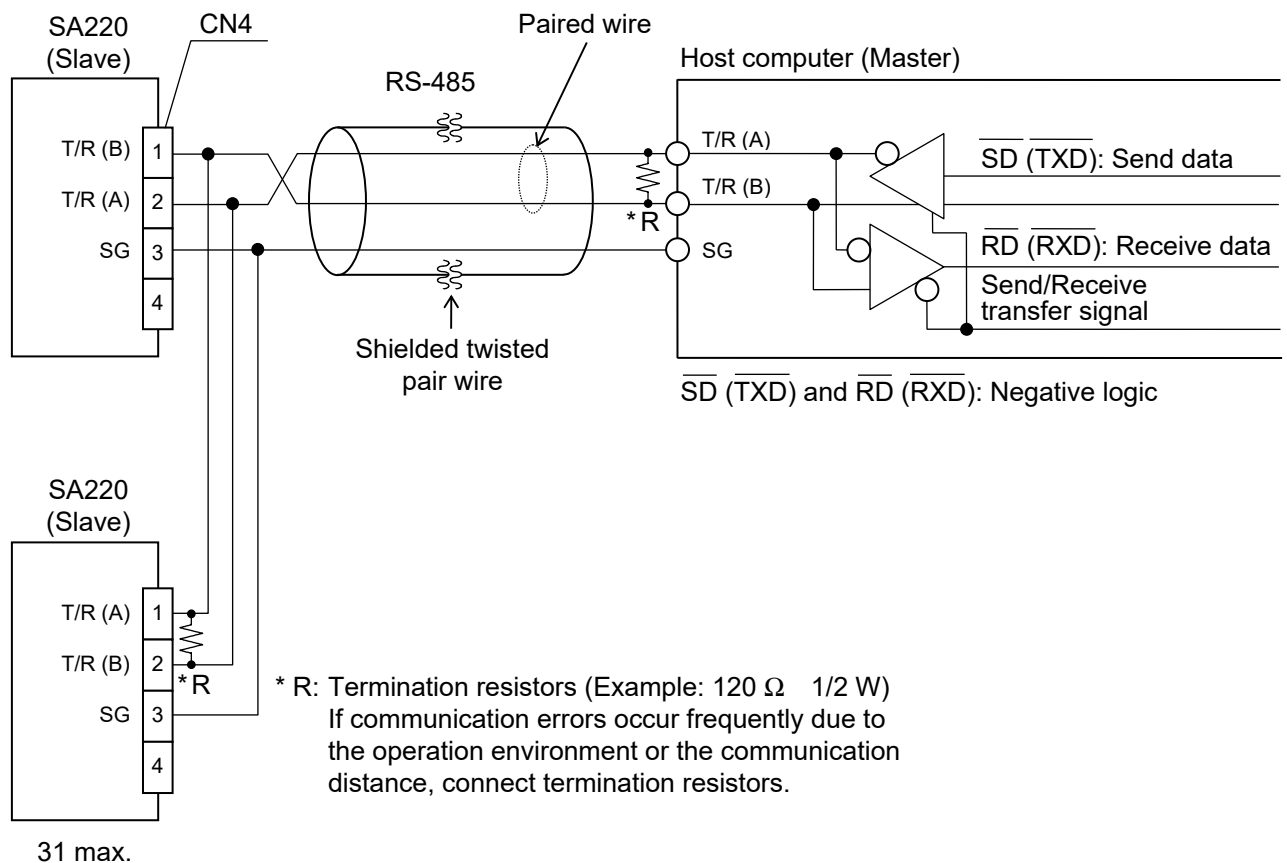 SA220
(Slave)
CN4
Paired wire
RS-485
Host computer (Master)
T/R (B)
1
T/R (A)
2
SG
3
4
T/R (A)
T/R (B)
*R
SG
SD (TXD): Send data
RD (RXD): Receive data
Send/Receive
transfer signal
Shielded twisted
pair wire
SD (TXD) and RD (RXD): Negative logic
SA220
(Slave)
T/R (A)
1
T/R (B)
2
*R
SG
3
4
* R: Termination resistors (Example: 120 Ω 1/2 W)
If communication errors occur frequently due to
the operation environment or the communication
distance, connect termination resistors.
31 max.